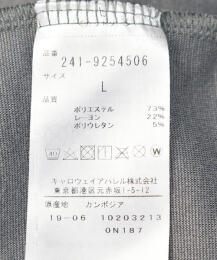 品番
241-9254506
サイズ
L
品質
ポリエステル 73%
レーヨン 22%
ポリウレタン 5%
W
キャロウェイアパレル株式会社
東京都港区元赤坂1-5-12
原産地 カンボジア
19-06 10203213
0N187